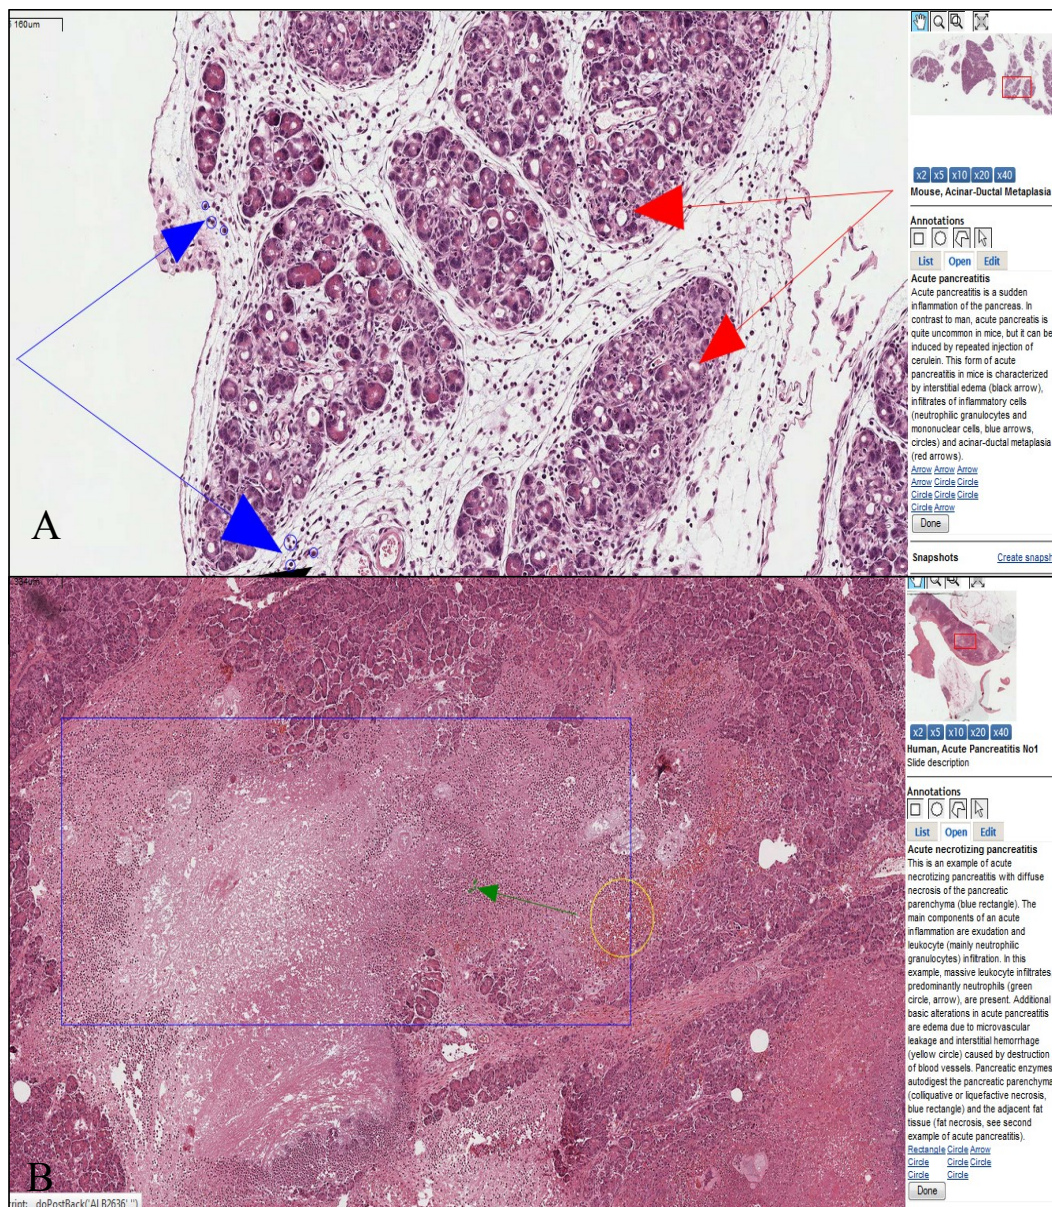 160um
x2 x5 x10 x20 x40
Mouse, Acinar-Ductal Metaplasia
Annotations
List Open Edit
Acute pancreatitis
Acute pancreatitis is a sudden
inflammation of the pancreas. In
contrast to man, acute pancreatis is
quite uncommon in mice, but it can be
induced by repeated injection of
cerulein. This form of acute
pancreatitis in mice is characterized
by interstitial edema (black arrow),
infiltrates of inflammatory cells
(neutrophilic granulocytes and
mononuclear cells, blue arrows,
circles) and acinar-ductal metaplasia
(red arrows).
Arrow Arrow Arrow
Arrow Circle Circle
Circle Circle Circle
Circle Arrow
Done
Snapshots Create snapsh
A
x2 x5 x10 x20 x40
Human, Acute Pancreatitis No1
Slide description
Annotations
List Open Edit
Acute necrotizing pancreatitis
This is an example of acute
necrotizing pancreatitis with diffuse
necrosis of the pancreatic
parenchyma (blue rectangle). The
main components of an acute
inflammation are exudation and
leukocyte (mainly neutrophilic
granulocytes) infiltration. In this
example, massive leukocyte infiltrates
predominantly neutrophils (green
circle, arrow), are present. Additional
basic alterations in acute pancreatitis
are edema due to microvascular
leakage and interstitial hemorrhage
(yellow circle) caused by destruction
of blood vessels. Pancreatic enzymes
autodigest the pancreatic parenchyma
(colliquative or liquefactive necrosis,
blue rectangle) and the adjacent fat
tissue (fat necrosis, see second
example of acute pancreatitis).
Rectangle Circle Arrow
Circle Circle Circle
Circle Circle
Done
B